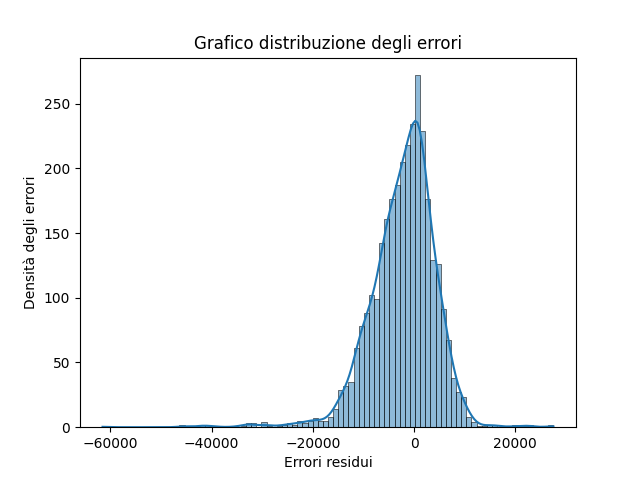 Grafico distribuzione degli errori
Densità degli errori
250
200
150
100
50
0
−60000 −40000 −20000 0 20000
Errori residui